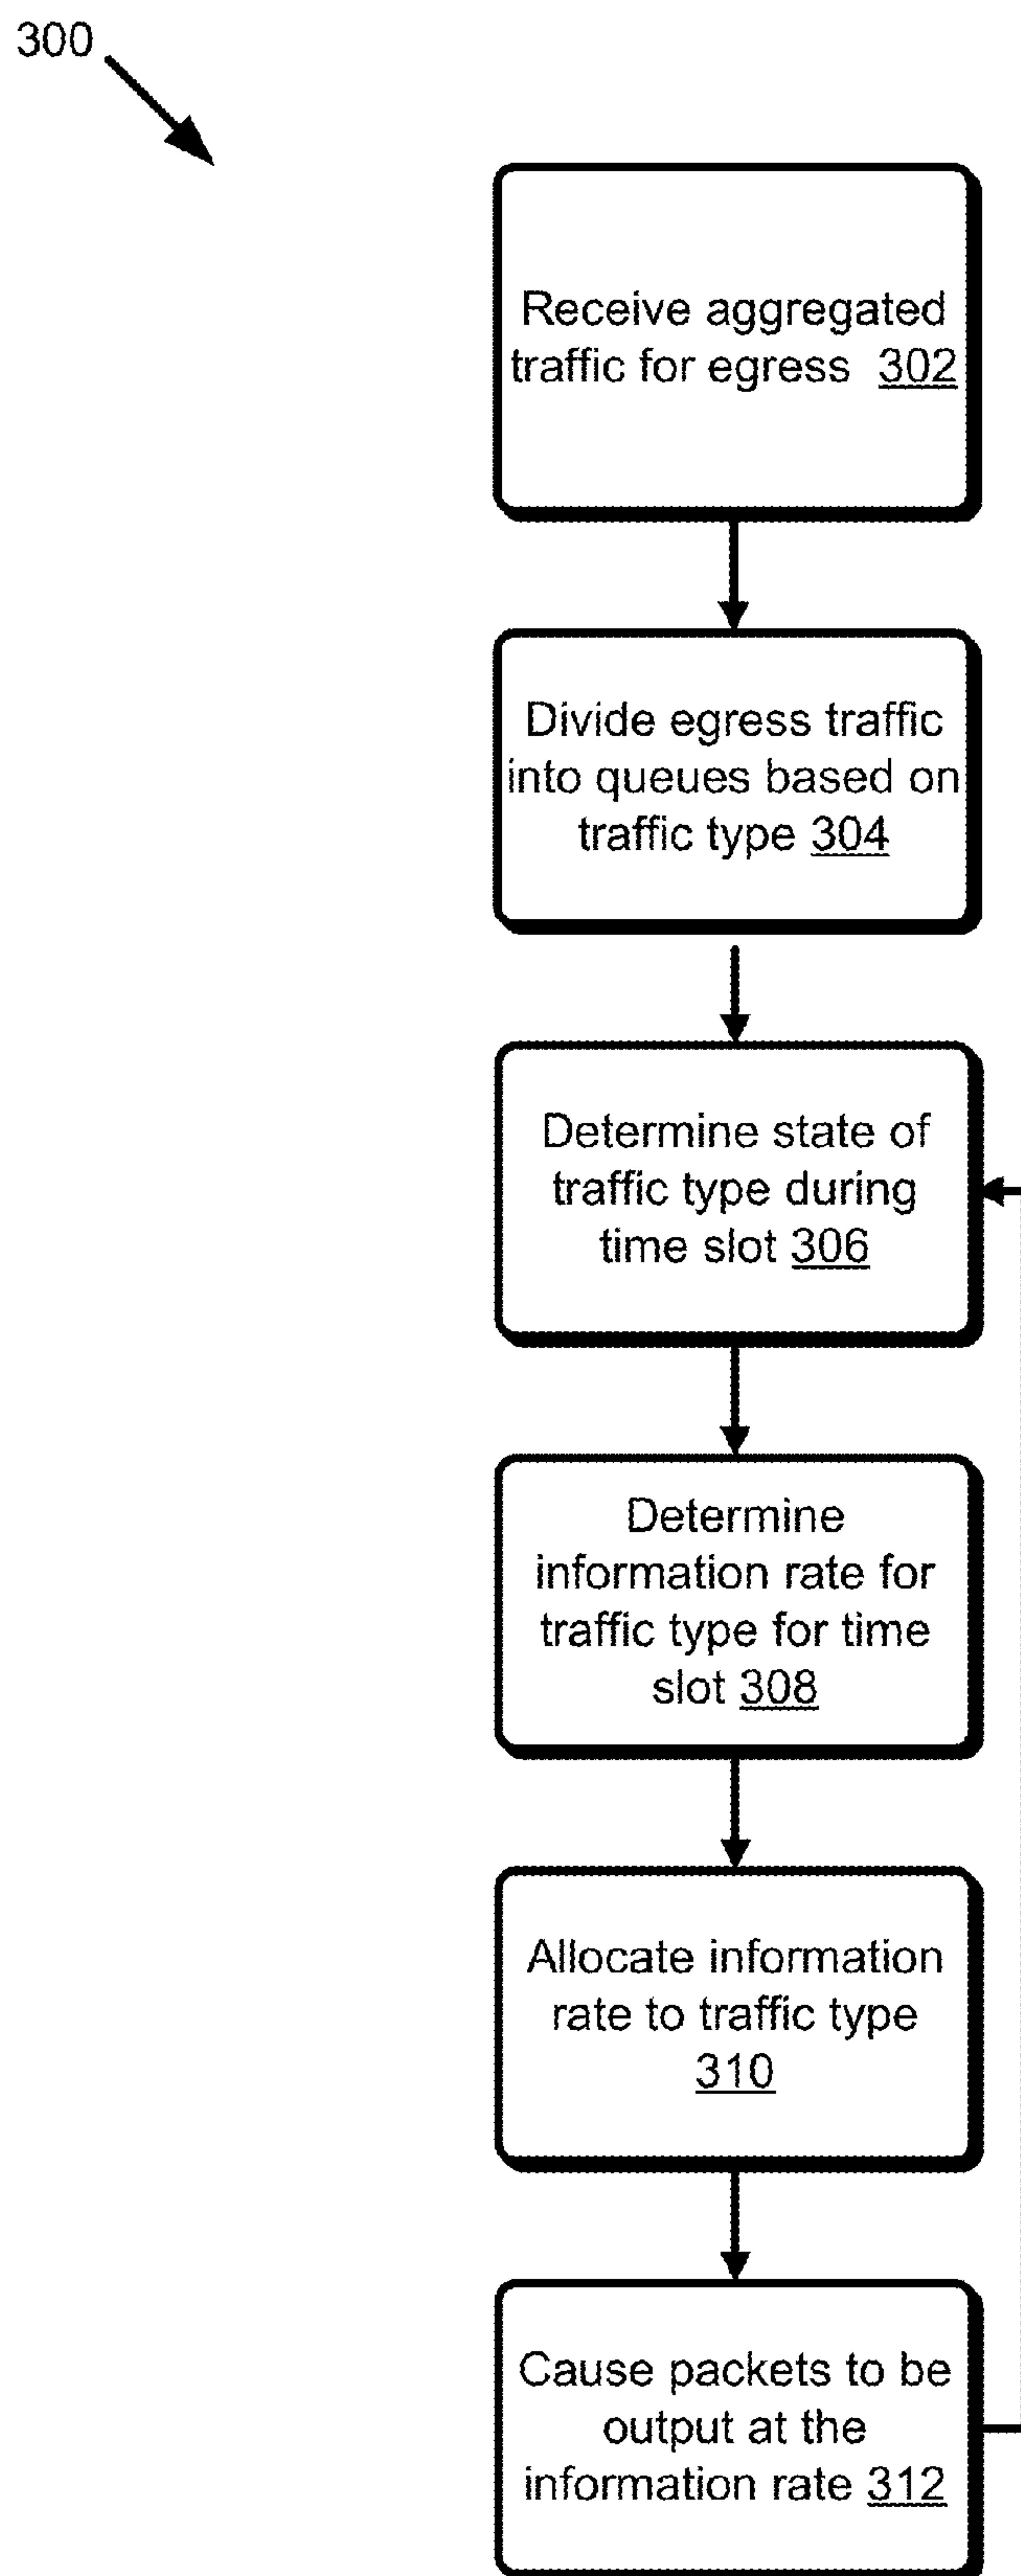 300
Receive aggregated
traffic for egress 302
Divide egress traffic
into queues based on
traffic type 304
Determine state of
traffic type during
time slot 306
Determine
information rate for
traffic type for time
slot 308
Allocate information
rate to traffic type
310
Cause packets to be
output at the
information rate 312